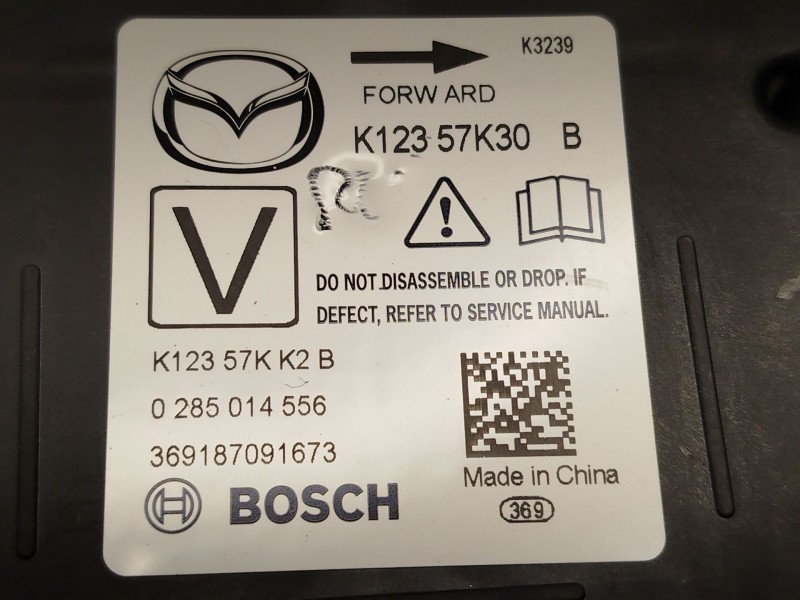 K3239
FORWARD
K123 57K30 B
V
DO NOT DISASSEMBLE OR DROP. IF
DEFECT, REFER TO SERVICE MANUAL.
K123 57K K2 B
0 285 014 556
369187091673
BOSCH
Made in China
369